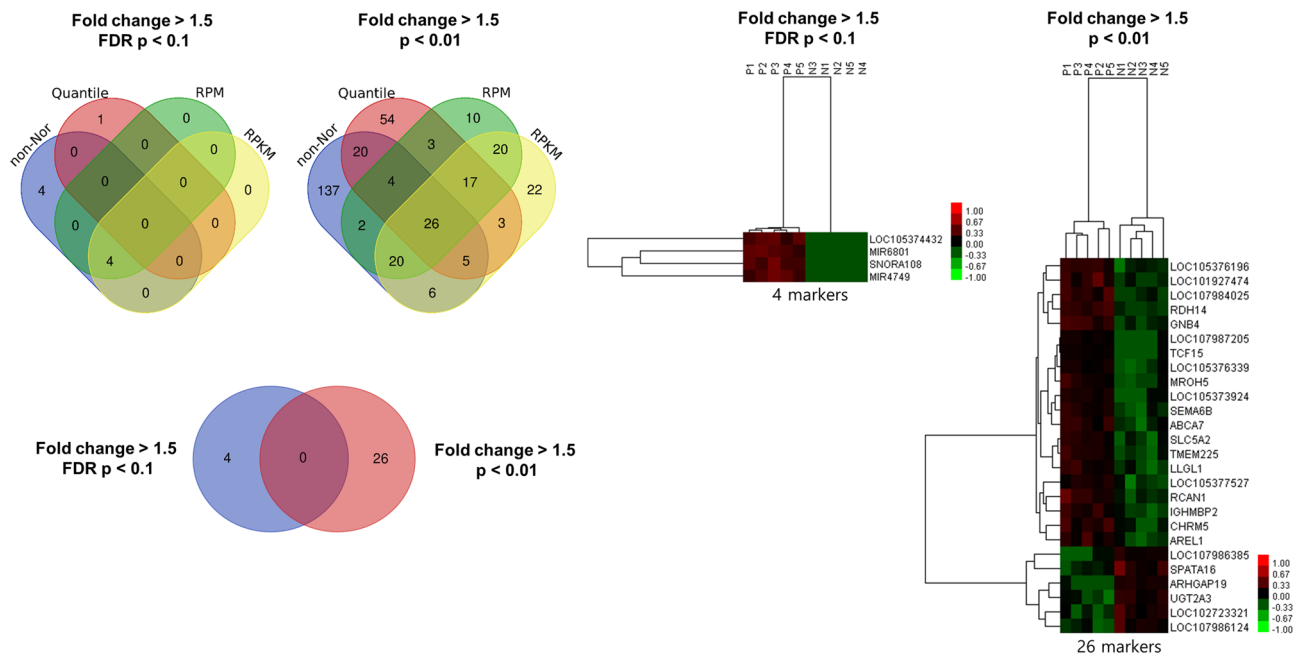 Fold change > 1.5
FDR p < 0.1
Quantile
RPM
non-Nor
RPKM
1
0
0
0
0
4
0
0
0
0
0
0
4
0
0
Fold change > 1.5
p < 0.01
Quantile
RPM
non-Nor
RPKM
54
10
3
20
20
137
4
17
22
2
26
3
20
5
6
Fold change > 1.5
FDR p < 0.1
4
0
26
Fold change > 1.5
p < 0.01
Fold change > 1.5
FDR p < 0.1
P1
P2
P3
P4
P5
N3
N1
N2
N5
N4
LOC105374432
MIR6801
SNORA108
MIR4749
4 markers
1.00
0.67
0.33
0.00
-0.33
-0.67
-1.00
Fold change > 1.5
p < 0.01
P1
P3
P4
P2
P5
N1
N2
N3
N4
N5
LOC105376196
LOC101927474
LOC107984025
RDH14
GNB4
LOC107987205
TCF15
LOC105376339
MROH5
LOC105373924
SEMA6B
ABCA7
SLC5A2
TMEM225
LLGL1
LOC105377527
RCAN1
IGHMBP2
CHRM5
AREL1
LOC107986385
SPATA16
ARHGAP19
UGT2A3
LOC102723321
LOC107986124
26 markers
1.00
0.67
0.33
0.00
-0.33
-0.67
-1.00